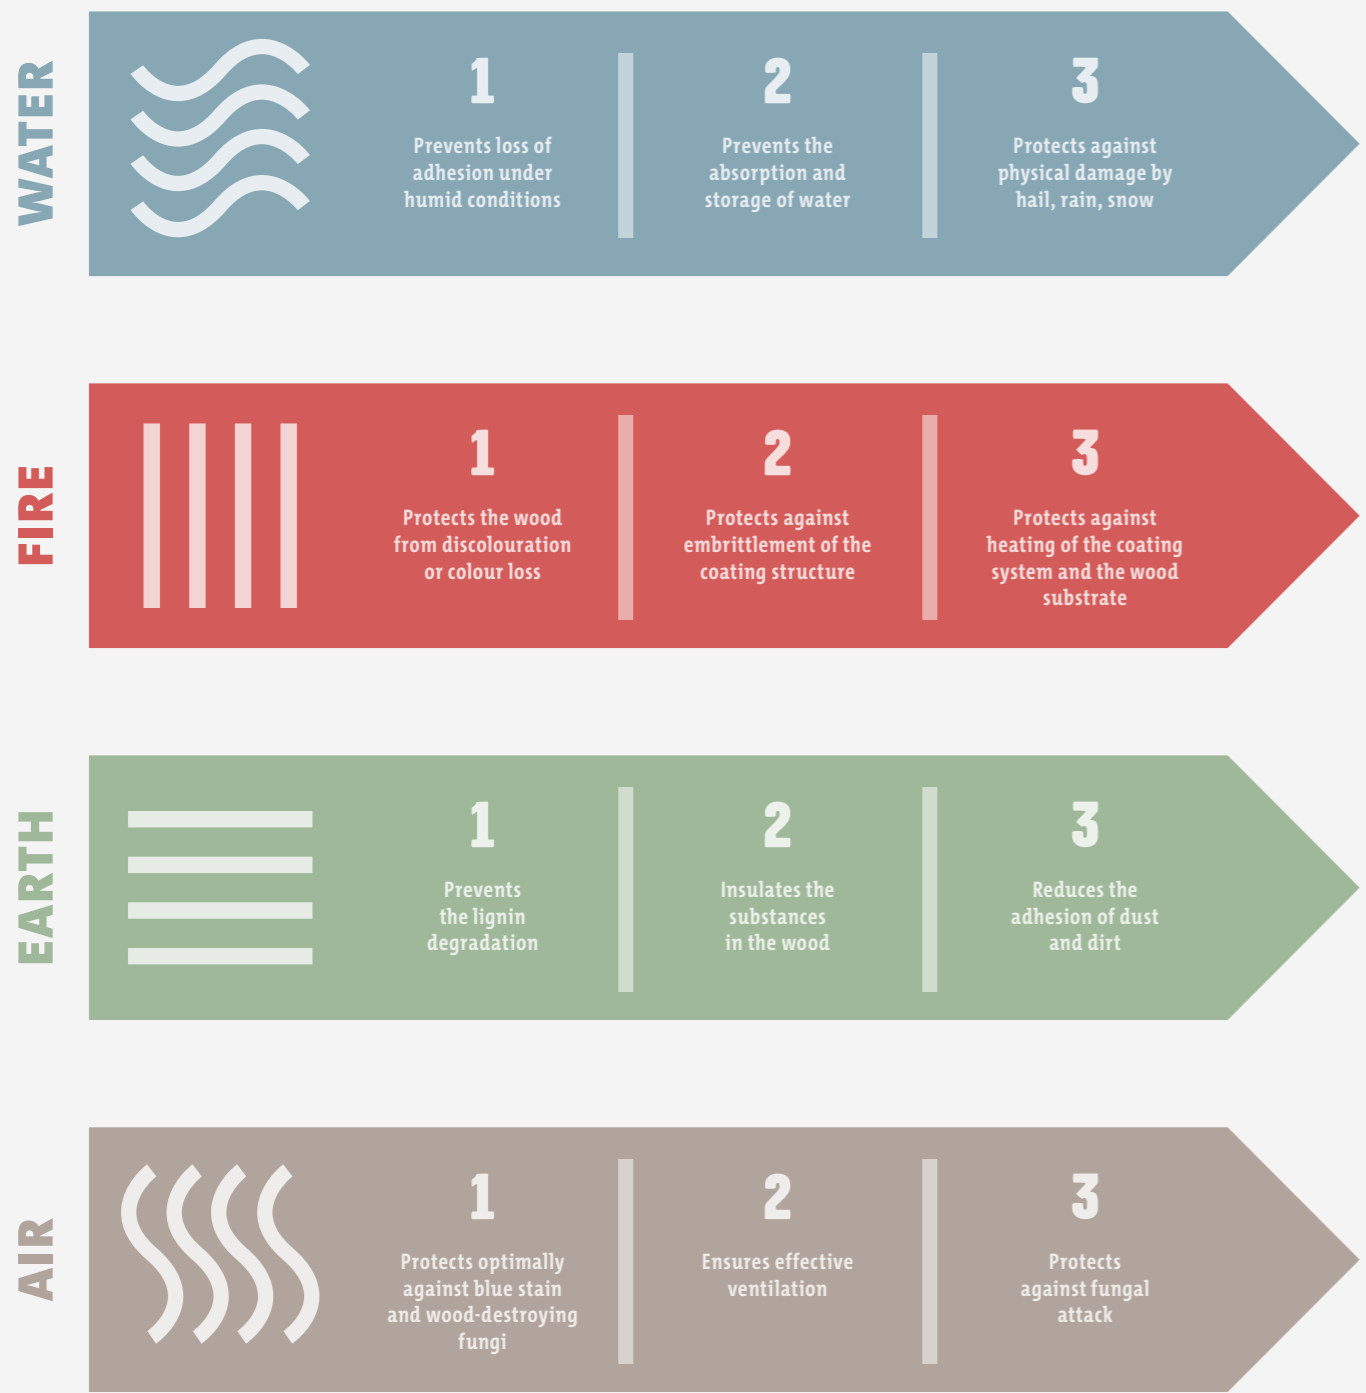 WATER
1
Prevents loss of
adhesion under
humid conditions
2
Prevents the
absorption and
storage of water
3
Protects against
physical damage by
hail, rain, snow
FIRE
1
Protects the wood
from discolouration
or colour loss
2
Protects against
embrittlement of the
coating structure
3
Protects against
heating of the coating
system and the wood
substrate
EARTH
1
Prevents
the lignin
degradation
2
Insulates the
substances
in the wood
3
Reduces the
adhesion of dust
and dirt
AIR
1
Protects optimally
against blue stain
and wood-destroying
fungi
2
Ensures effective
ventilation
3
Protects
against fungal
attack